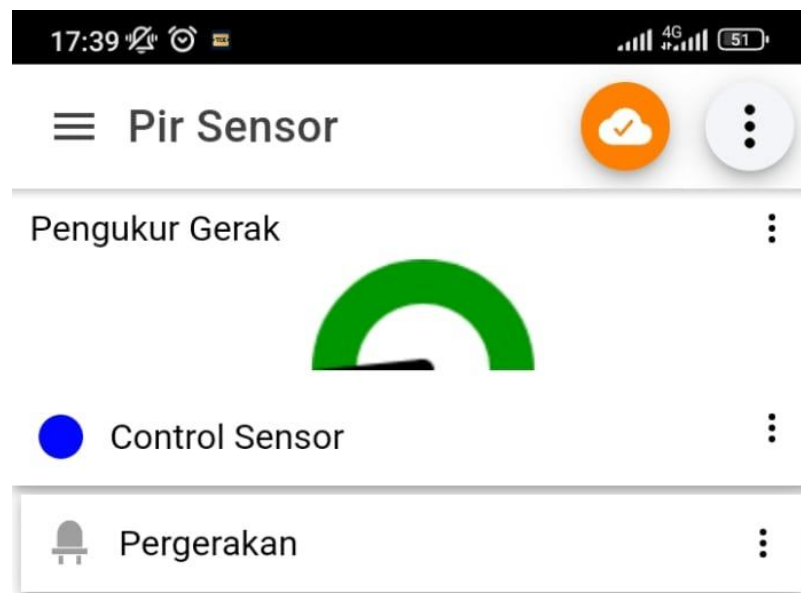 17:39
4G
51
Pir Sensor
Pengukur Gerak
Control Sensor
Pergerakan